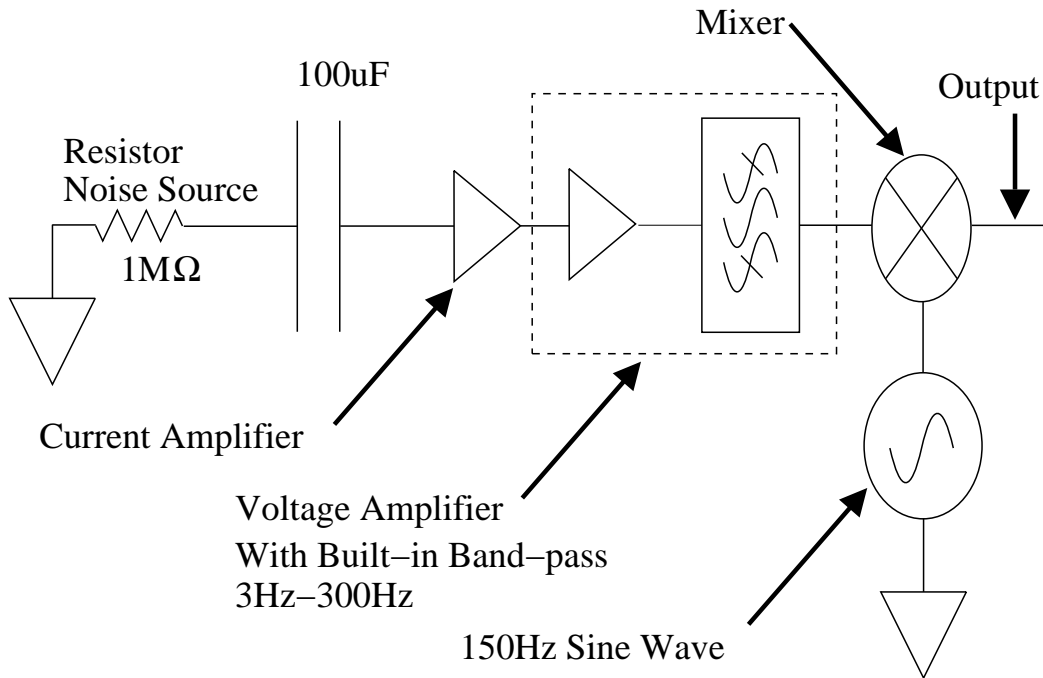 Mixer
100uF
Output
Resistor
Noise Source
1MΩ
Current Amplifier
Voltage Amplifier
With Built−in Band−pass
3Hz−300Hz
150Hz Sine Wave